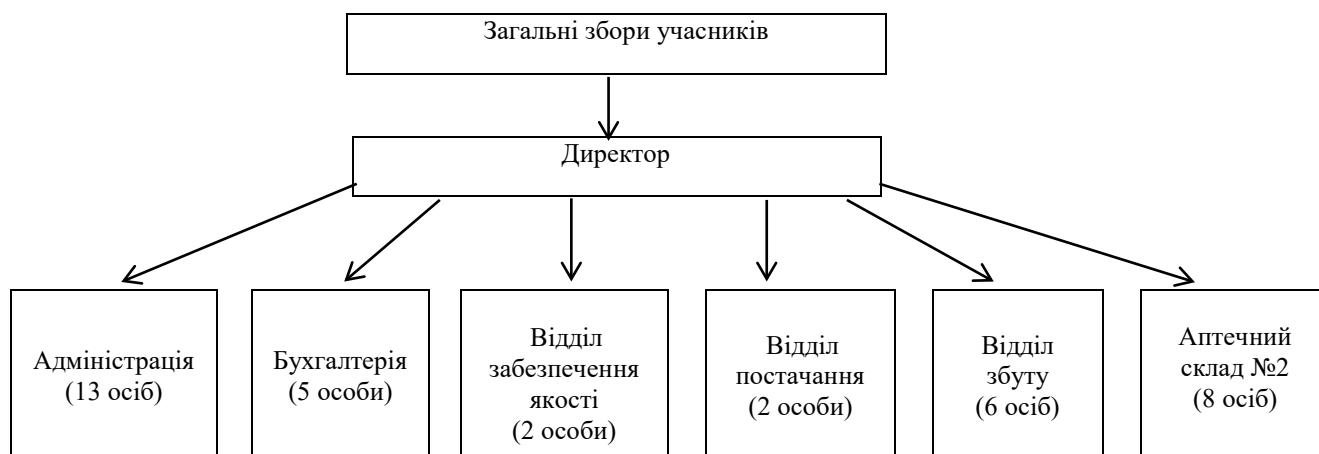 Загальні збори учасників
Директор
Адміністрація
(13 осіб)
Бухгалтерія
(5 особи)
Відділ
забезпечення
якості
(2 особи)
Відділ
постачання
(2 особи)
Відділ
збуту
(6 осіб)
Аптечний
склад №2
(8 осіб)